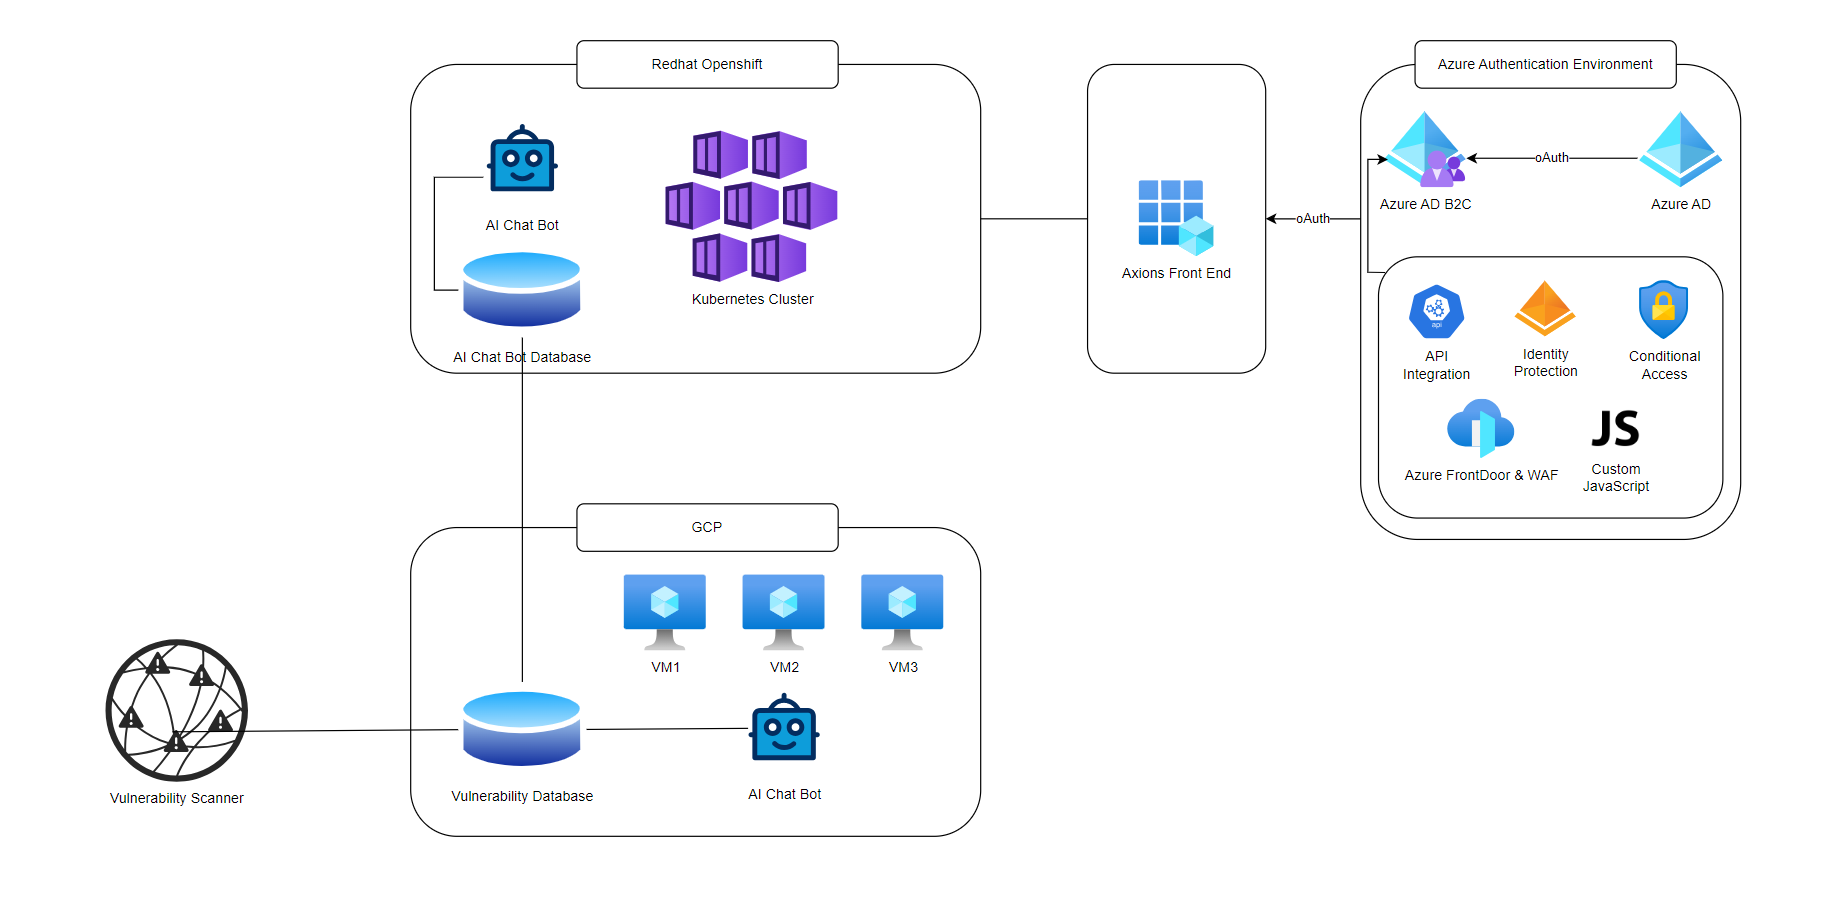 Redhat Openshift
Azure Authentication Environment
AI Chat Bot
Kubernetes Cluster
AI Chat Bot Database
Axions Front End
oAuth
oAuth
Azure AD B2C
Azure AD
api
API
Integration
Identity
Protection
Conditional
Access
Azure FrontDoor & WAF
JS
Custom
JavaScript
GCP
VM1
VM2
VM3
Vulnerability Scanner
Vulnerability Database
AI Chat Bot